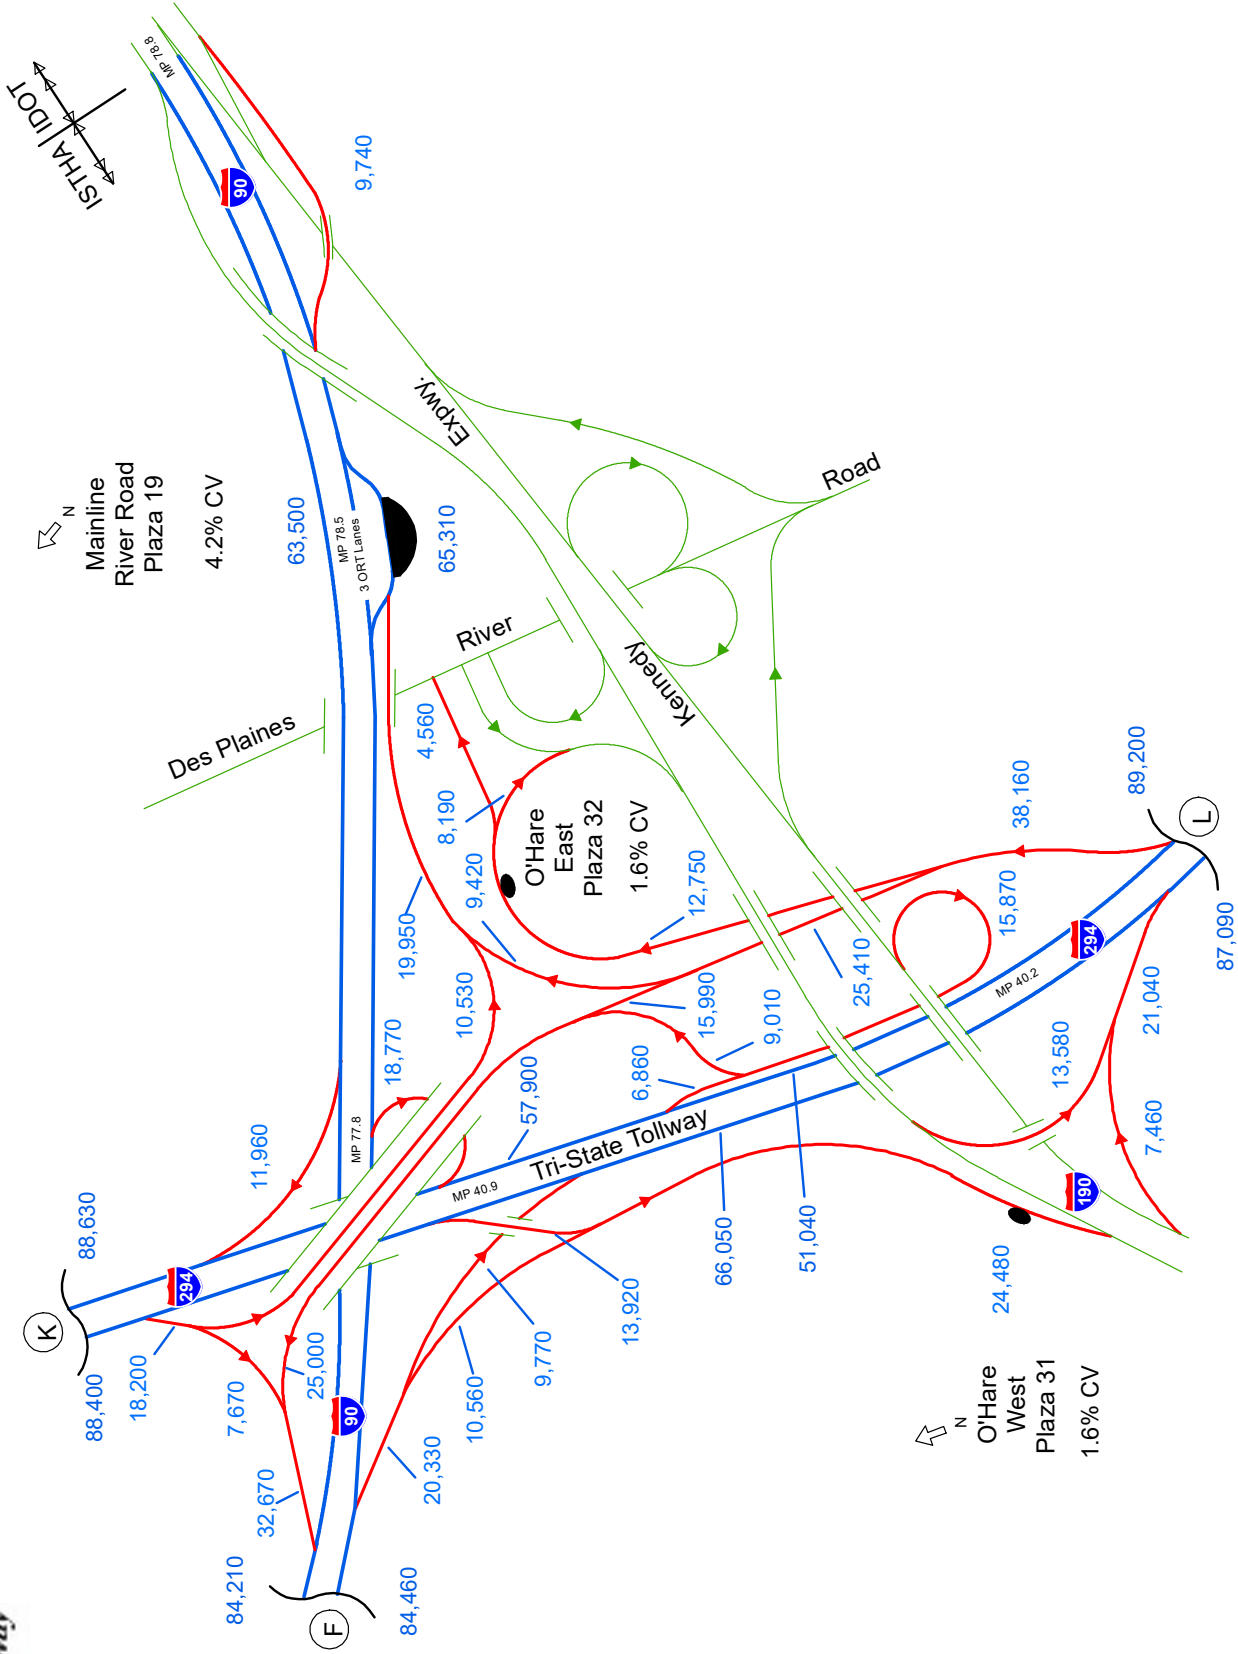 ISTHA | IDOT
MP 78.8
90
9,740
N
Mainline
River Road
Plaza 19
4.2% CV
63,500
MP 78.5
3 ORT Lanes
65,310
Expwy.
Road
River
Kennedy
Des Plaines
4,560
8,190
O'Hare
East
Plaza 32
1.6% CV
9,420
12,750
19,950
10,530
15,990
9,010
25,410
15,870
38,160
89,200
L
87,090
294
MP 40.2
21,040
13,580
7,460
190
18,770
MP 77.8
57,900
6,860
Tri-State Tollway
MP 40.9
66,050
51,040
24,480
11,960
88,630
294
K
88,400
18,200
7,670
25,000
90
13,920
9,770
10,560
20,330
32,670
84,210
F
84,460
N
O'Hare
West
Plaza 31
1.6% CV